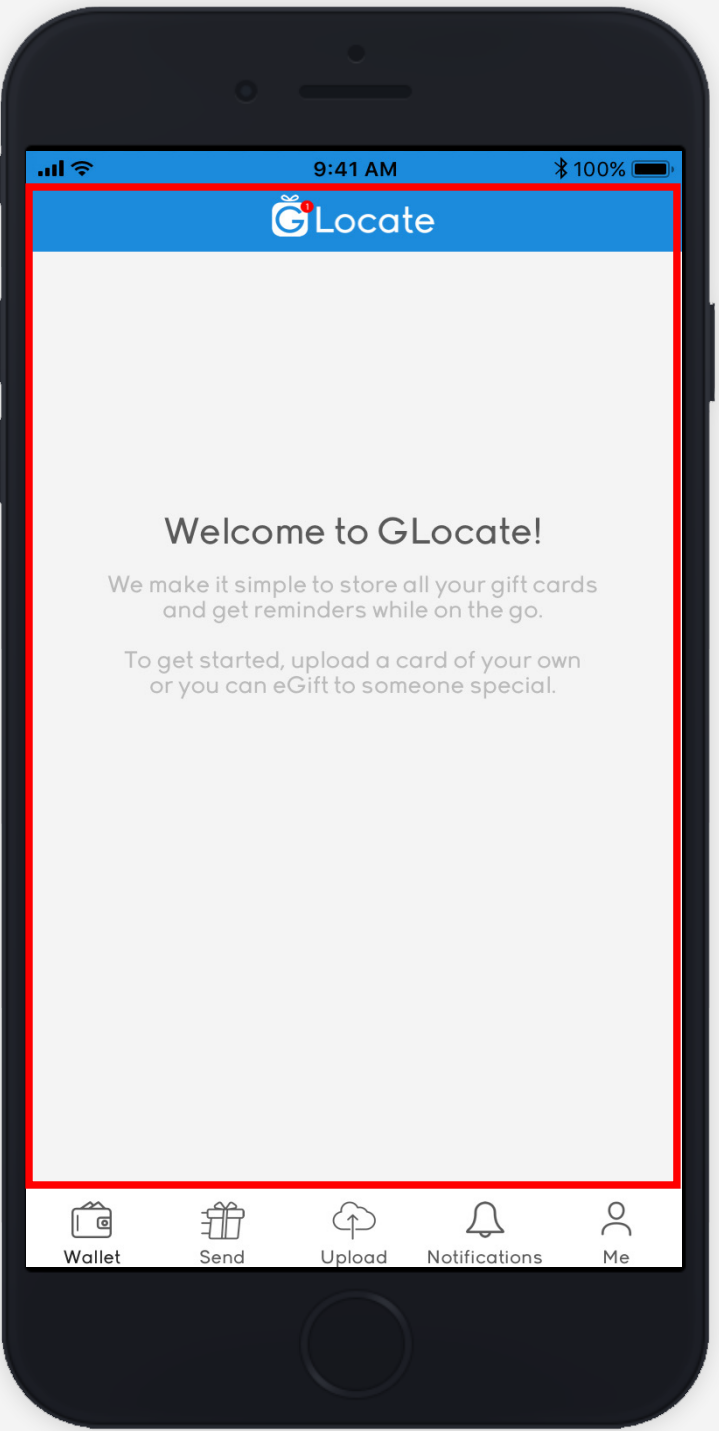 9:41 AM
100%
GLocate
1
Welcome to GLocate!
We make it simple to store all your gift cards
and get reminders while on the go.
To get started, upload a card of your own
or you can eGift to someone special.
Wallet
Send
Upload
Notifications
Me